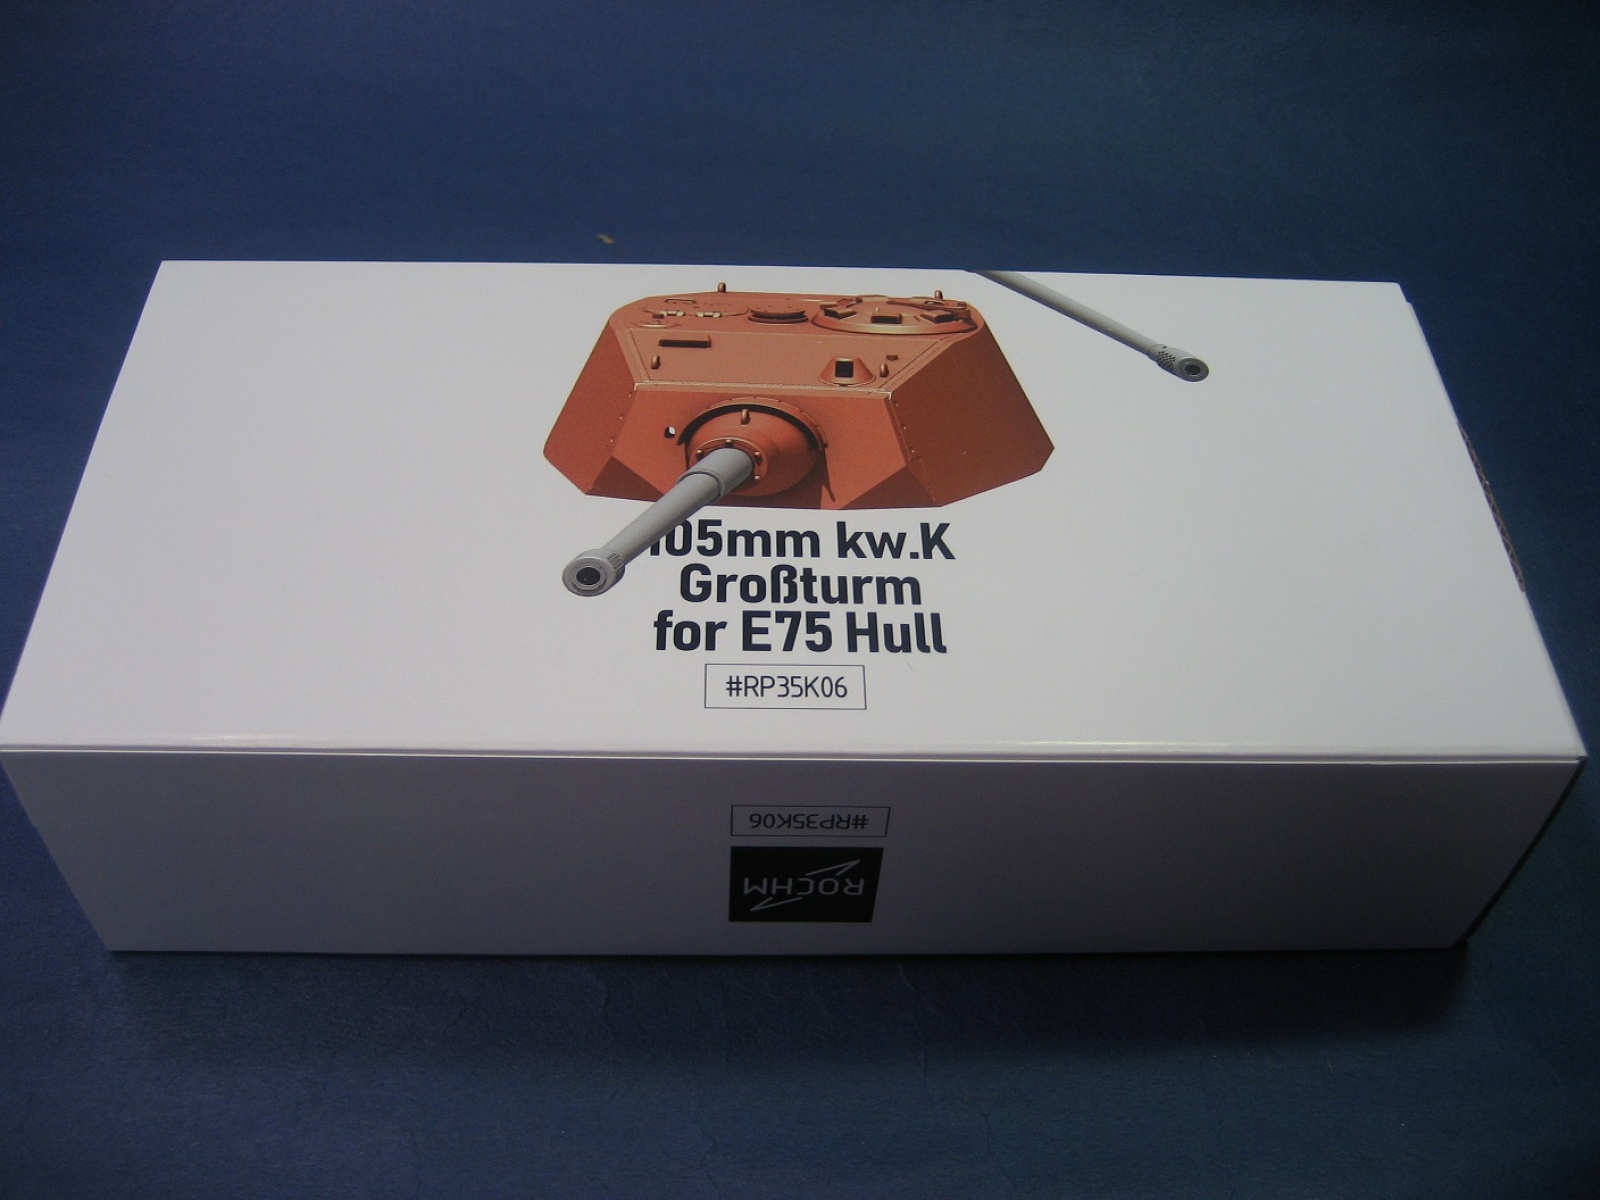 105mm kw.K
Großturm
for E75 Hull
#RP35K06
#RP35K06
ROCHM